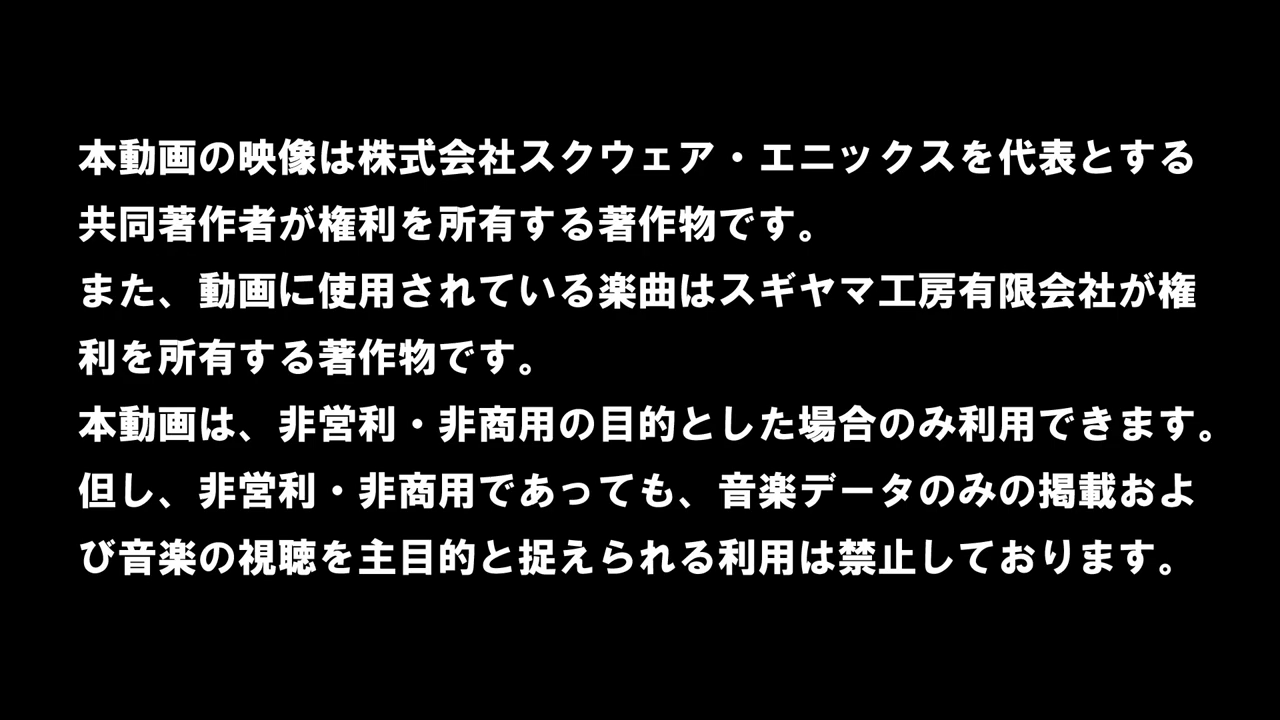 本動画の映像は株式会社スクウェア・エニックスを代表とする
共同著作者が権利を所有する著作物です。
また、動画に使用されている楽曲はスギヤマ工房有限会社が権
利を所有する著作物です。
本動画は、非営利・非商用の目的とした場合のみ利用できます。
但し、非営利・非商用であっても、音楽データのみの掲載およ
び音楽の視聴を主目的と捉えられる利用は禁止しております。